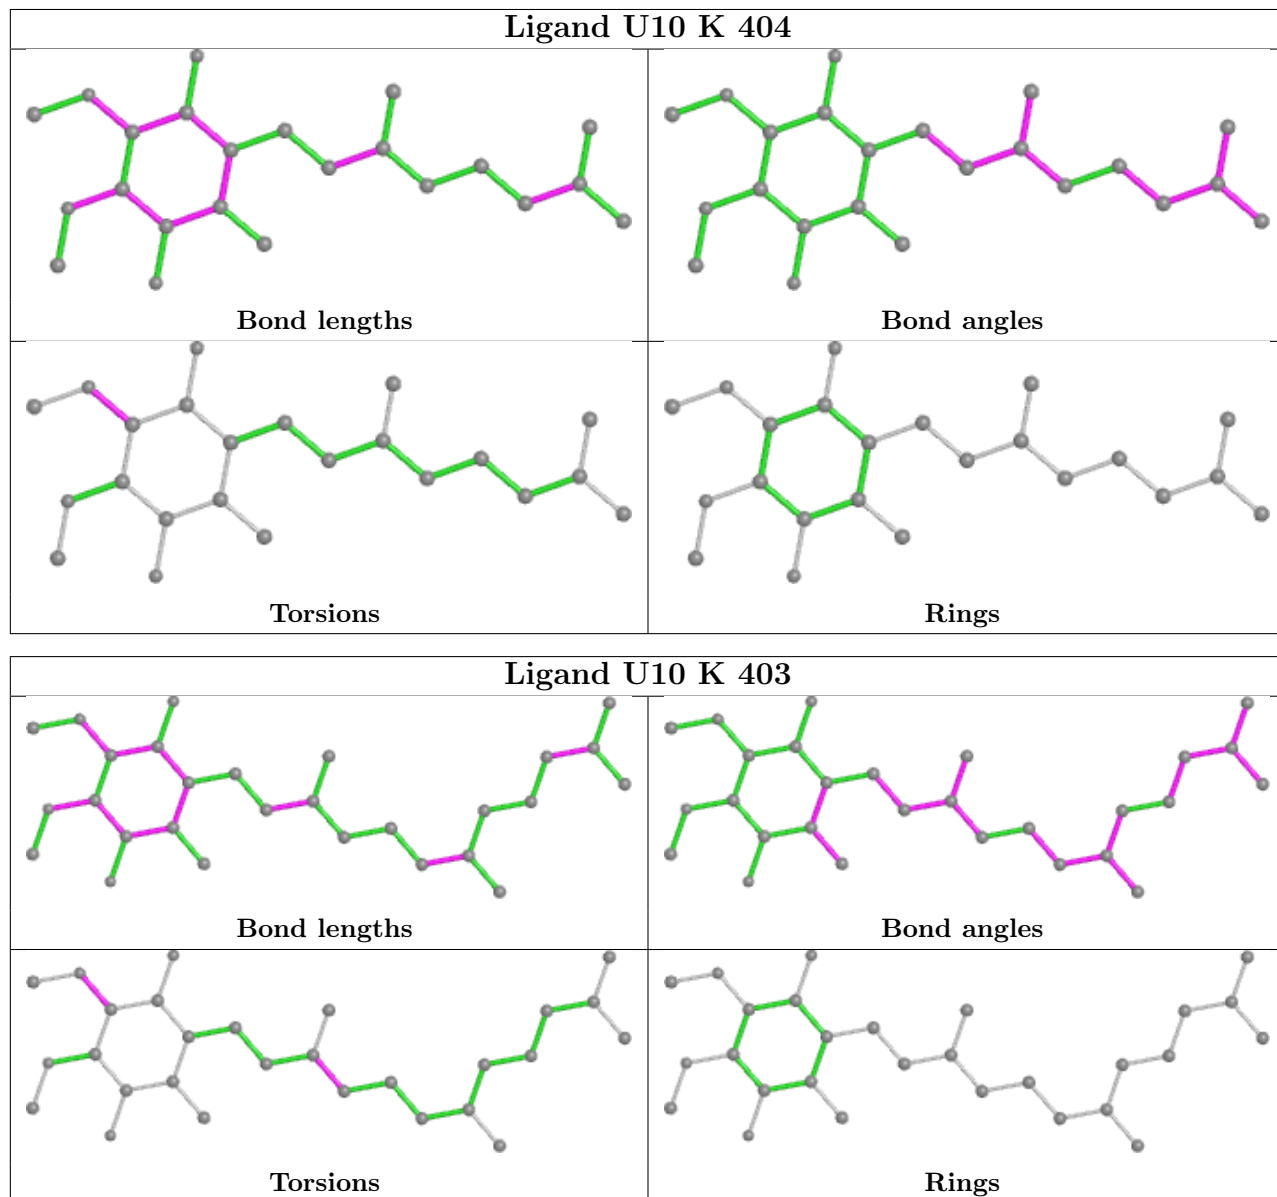 Ligand U10 K 404
Bond lengths
Bond angles
Torsions
Rings
Ligand U10 K 403
Bond lengths
Bond angles
Torsions
Rings